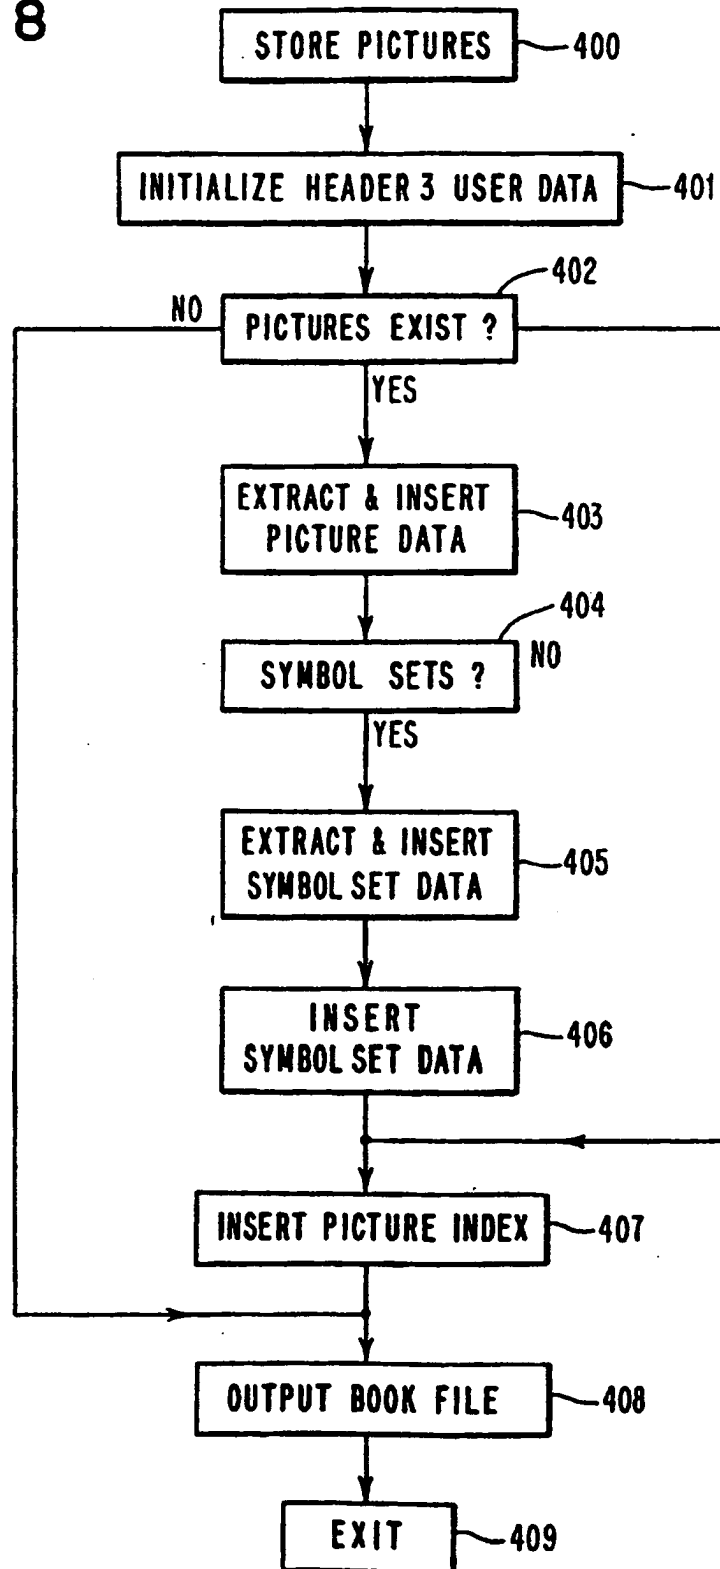 8
STORE PICTURES
400
INITIALIZE HEADER 3 USER DATA
401
402
NO
PICTURES EXIST ?
YES
EXTRACT & INSERT
PICTURE DATA
403
404
NO
SYMBOL SETS ?
YES
EXTRACT & INSERT
SYMBOL SET DATA
405
INSERT
SYMBOL SET DATA
406
INSERT PICTURE INDEX
407
OUTPUT BOOK FILE
408
EXIT
409